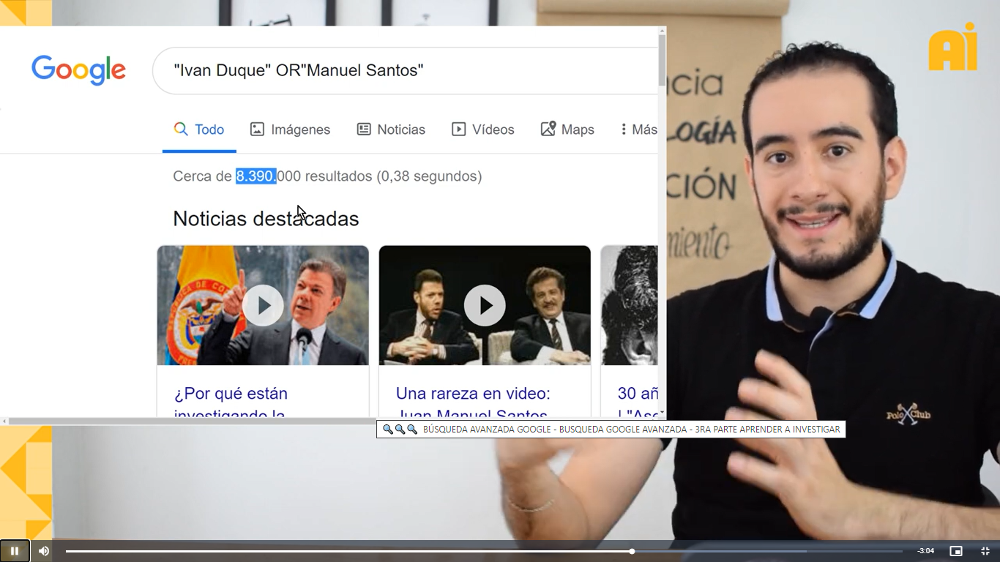 Ai
Google
"Ivan Duque" OR"Manuel Santos"
Todo
Imágenes
Noticias
Vídeos
Maps
Más
Cerca de 8.390.000 resultados (0,38 segundos)
Noticias destacadas
¿Por qué están
investigando la
Una rareza en video:
Juan Manuel Santos
30 añ
cia
LOGÍA
CIÓN
miento
Polo Club
🔍🔍🔍 BÚSQUEDA AVANZADA GOOGLE - BUSQUEDA GOOGLE AVANZADA - 3RA PARTE APRENDER A INVESTIGAR
-3:04